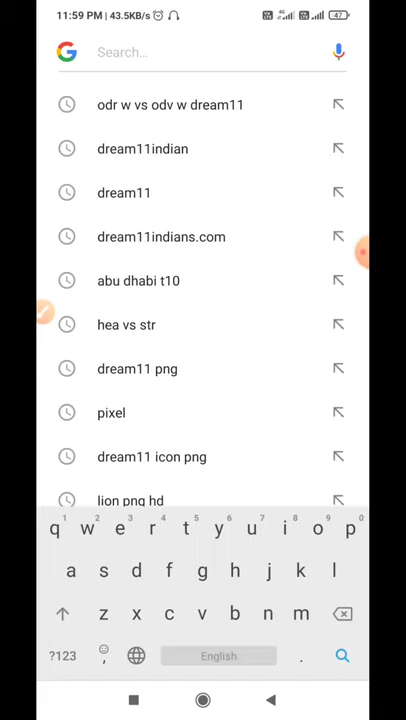 11:59 PM | 43.5KB/s
47
Search...
odr w vs odv w dream11
dream11indian
dream11
dream11indians.com
abu dhabi t10
hea vs str
dream11 png
pixel
dream11 icon png
lion png hd
1 2 3 4 5 6 7 8 9 0
q w e r t y u i o p
a s d f g h j k l
z x c v b n m
?123 , English .